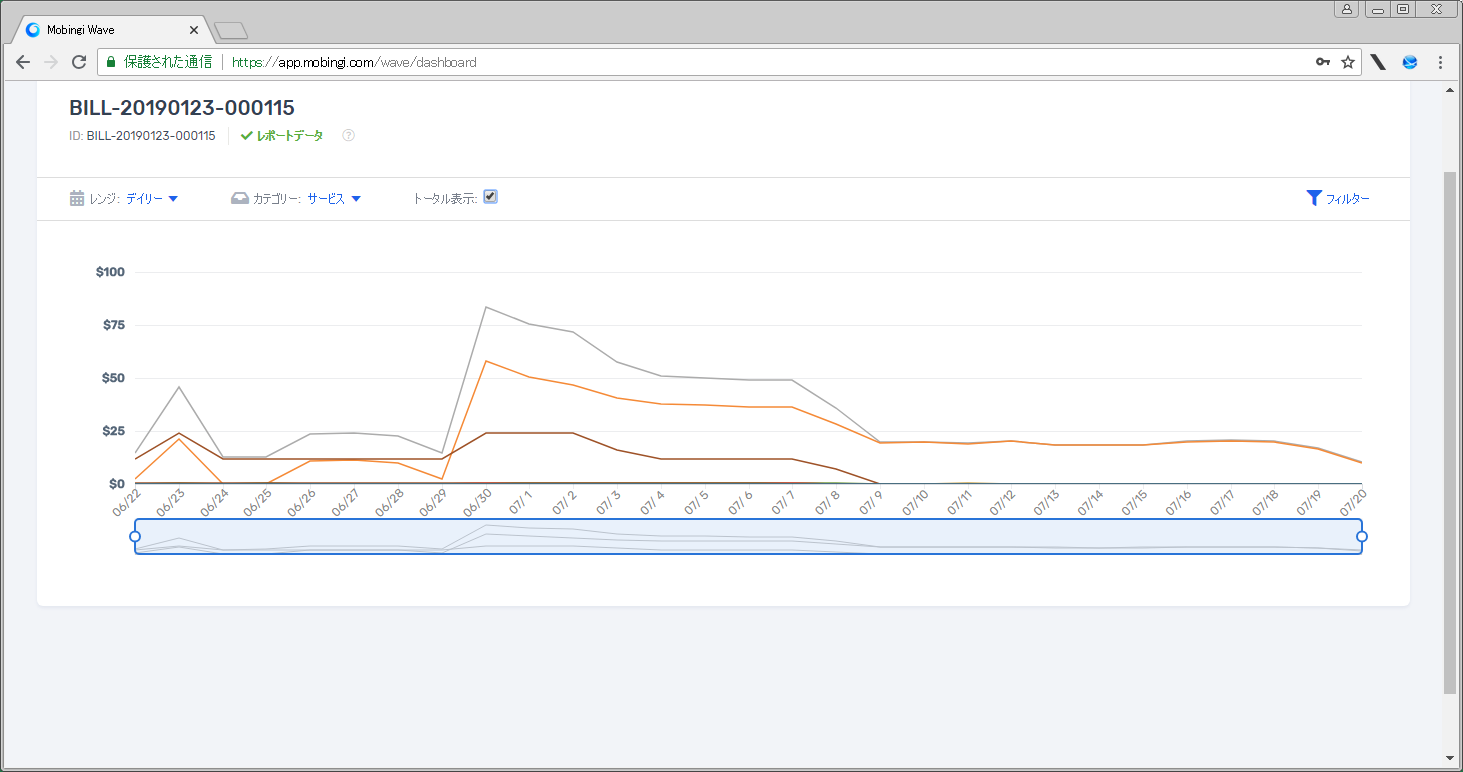 Mobingi Wave
保護された通信 https://app.mobingi.com/wave/dashboard
BILL-20190123-000115
ID: BILL-20190123-000115 レポートデータ ?
レンジ: デイリー カテゴリー: サービス トータル表示: フィルター
$100
$75
$50
$25
$0
06/22 06/23 06/24 06/25 06/26 06/27 06/28 06/29 06/30 07/ 1 07/ 2 07/ 3 07/ 4 07/ 5 07/ 6 07/ 7 07/ 8 07/ 9 07/10 07/11 07/12 07/13 07/14 07/15 07/16 07/17 07/18 07/19 07/20